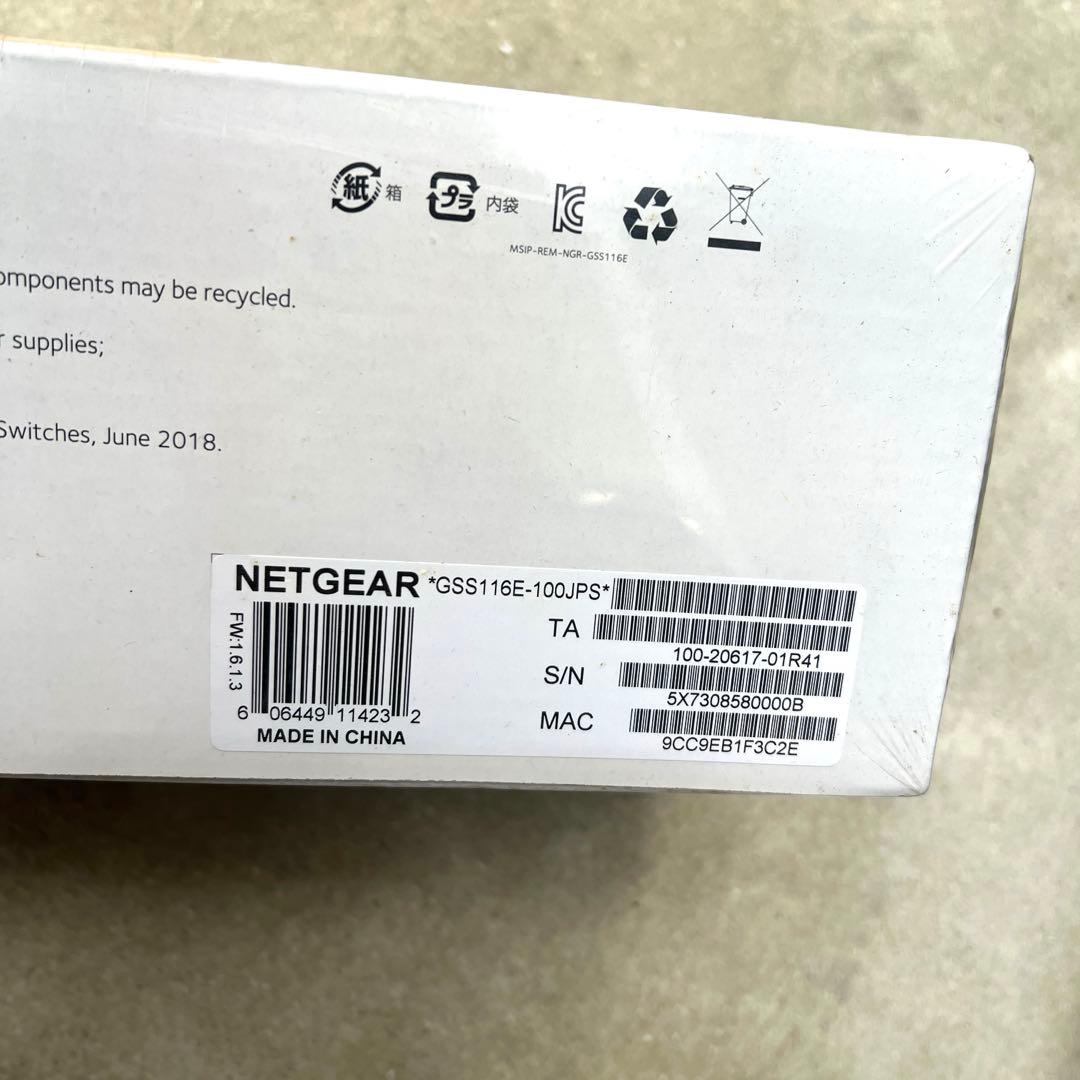 紙 箱 プラ 内袋
MSIP-REM-NGR-GSS116E
omponents may be recycled.
r supplies;
Switches, June 2018.
NETGEAR *GSS116E-100JPS*
FW:1.6.1.3
6 06449 11423 2
MADE IN CHINA
TA
100-20617-01R41
S/N
5X7308580000B
MAC
9CC9EB1F3C2E